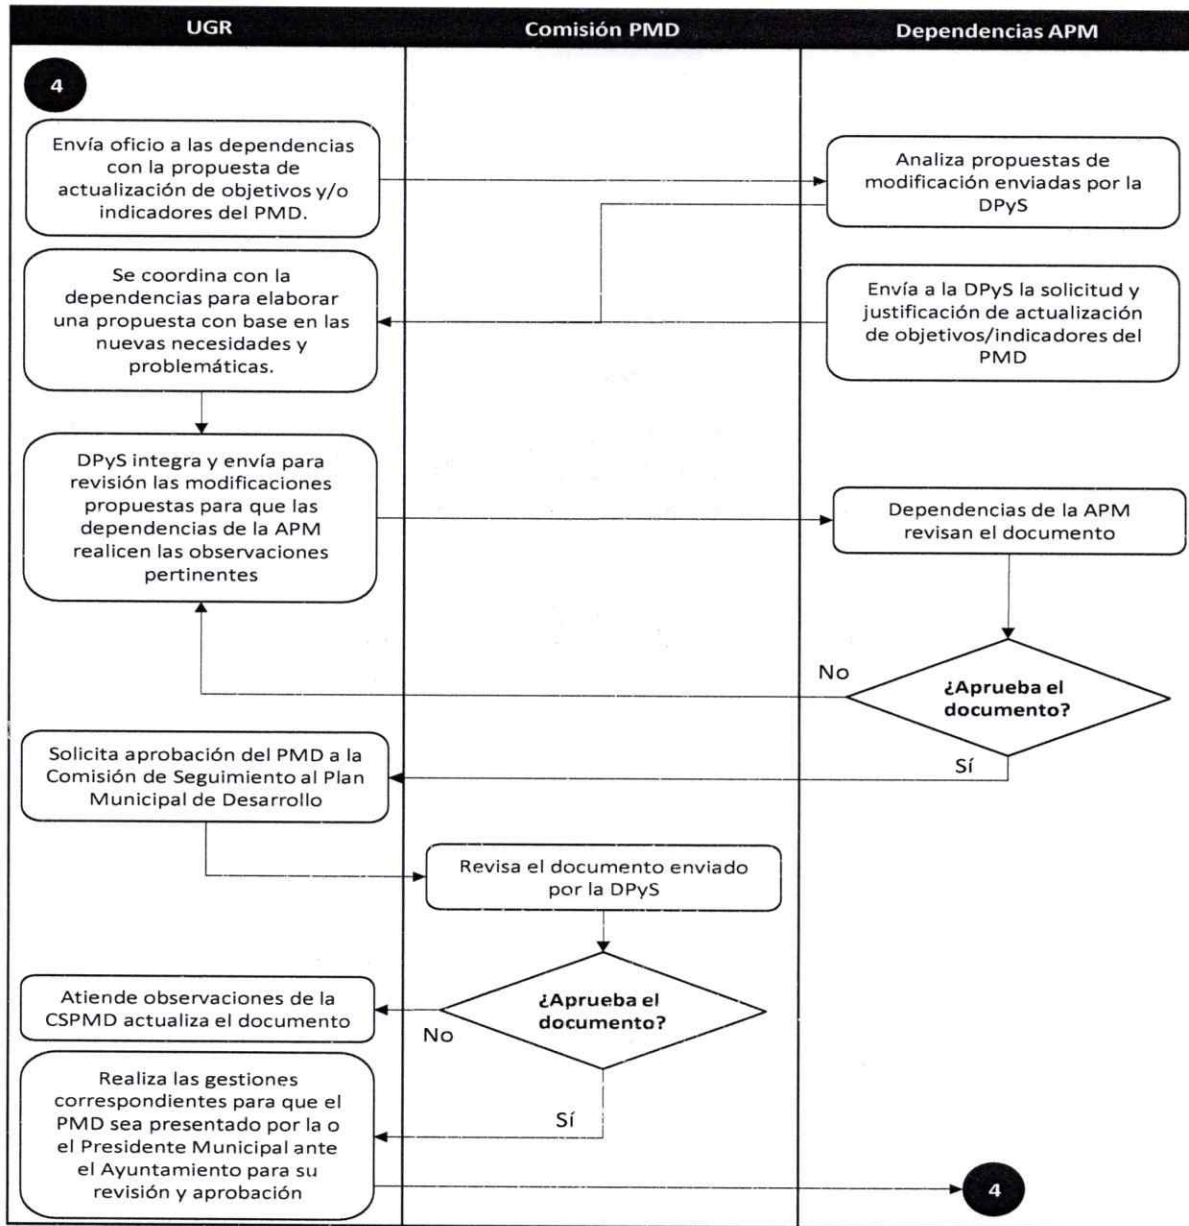 UGR
Comisión PMD
Dependencias APM
4
Envía oficio a las dependencias
con la propuesta de
actualización de objetivos y/o
indicadores del PMD.
Analiza propuestas de
modificación enviadas por la
DPyS
Se coordina con la
dependencias para elaborar
una propuesta con base en las
nuevas necesidades y
problemáticas.
Envía a la DPyS la solicitud y
justificación de actualización
de objetivos/indicadores del
PMD
DPyS integra y envía para
revisión las modificaciones
propuestas para que las
dependencias de la APM
realicen las observaciones
pertinentes
Dependencias de la APM
revisan el documento
No
¿Aprueba el
documento?
Sí
Solicita aprobación del PMD a la
Comisión de Seguimiento al Plan
Municipal de Desarrollo
Revisa el documento enviado
por la DPyS
¿Aprueba el
documento?
No
Atiende observaciones de la
CSPMD actualiza el documento
Sí
Realiza las gestiones
correspondientes para que el
PMD sea presentado por la o
el Presidente Municipal ante
el Ayuntamiento para su
revisión y aprobación
4